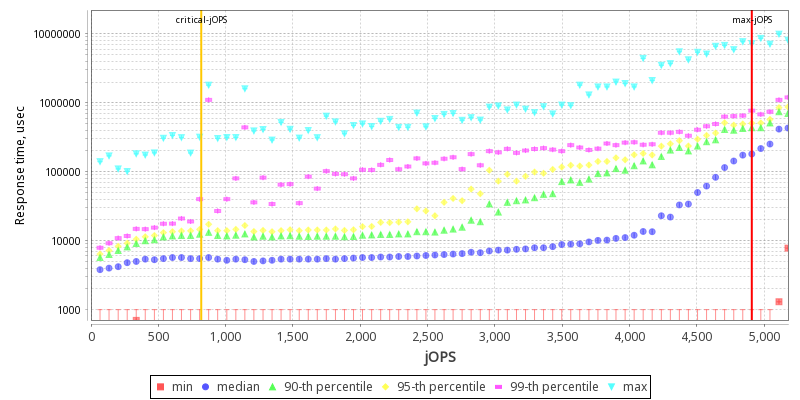 critical-jOPS max-jOPS
10000000
1000000
100000
10000
1000
Response time, usec
0 500 1,000 1,500 2,000 2,500 3,000 3,500 4,000 4,500 5,000
jOPS
min median 90-th percentile 95-th percentile 99-th percentile max